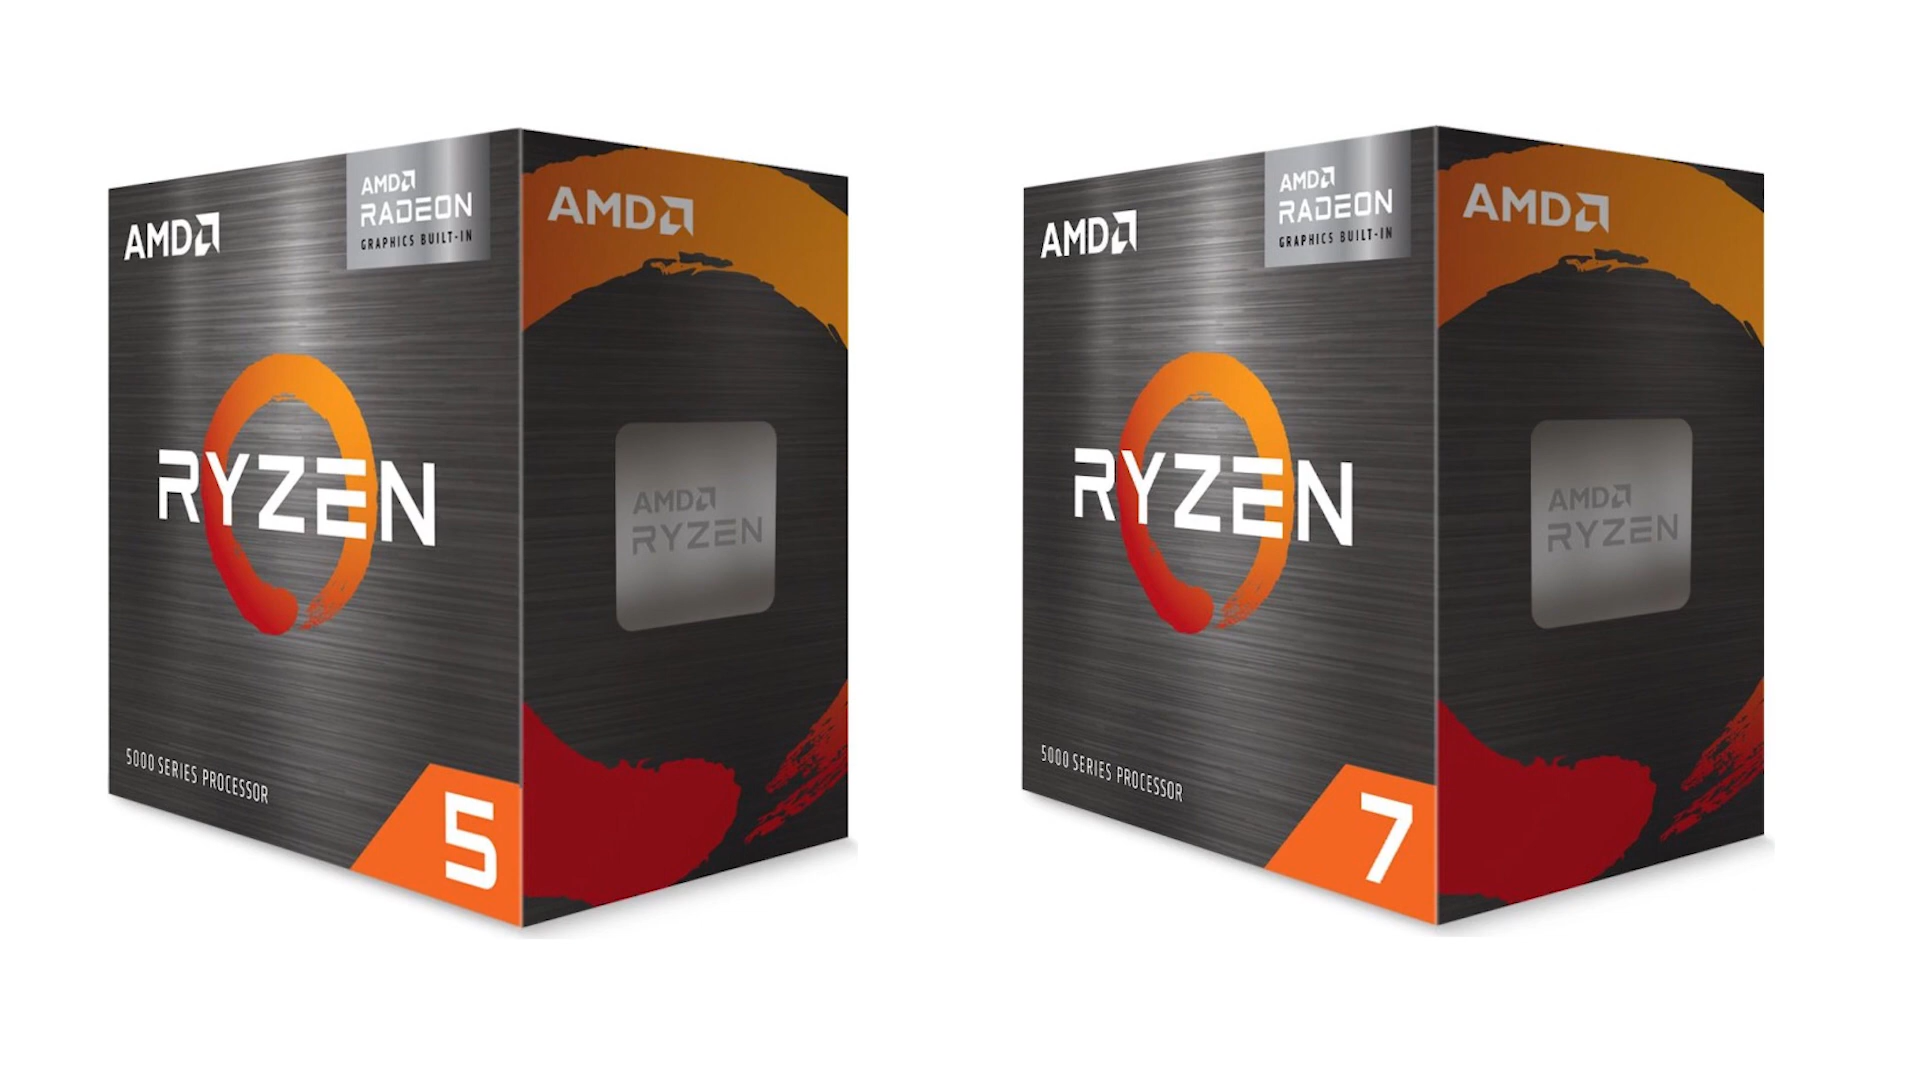 AMD
AMD
RADEON
GRAPHICS BUILT-IN
RYZEN
5000 SERIES PROCESSOR
5
AMD
AMD
RYZEN
AMD
AMD
RADEON
GRAPHICS BUILT-IN
RYZEN
5000 SERIES PROCESSOR
7
AMD
AMD
RYZEN